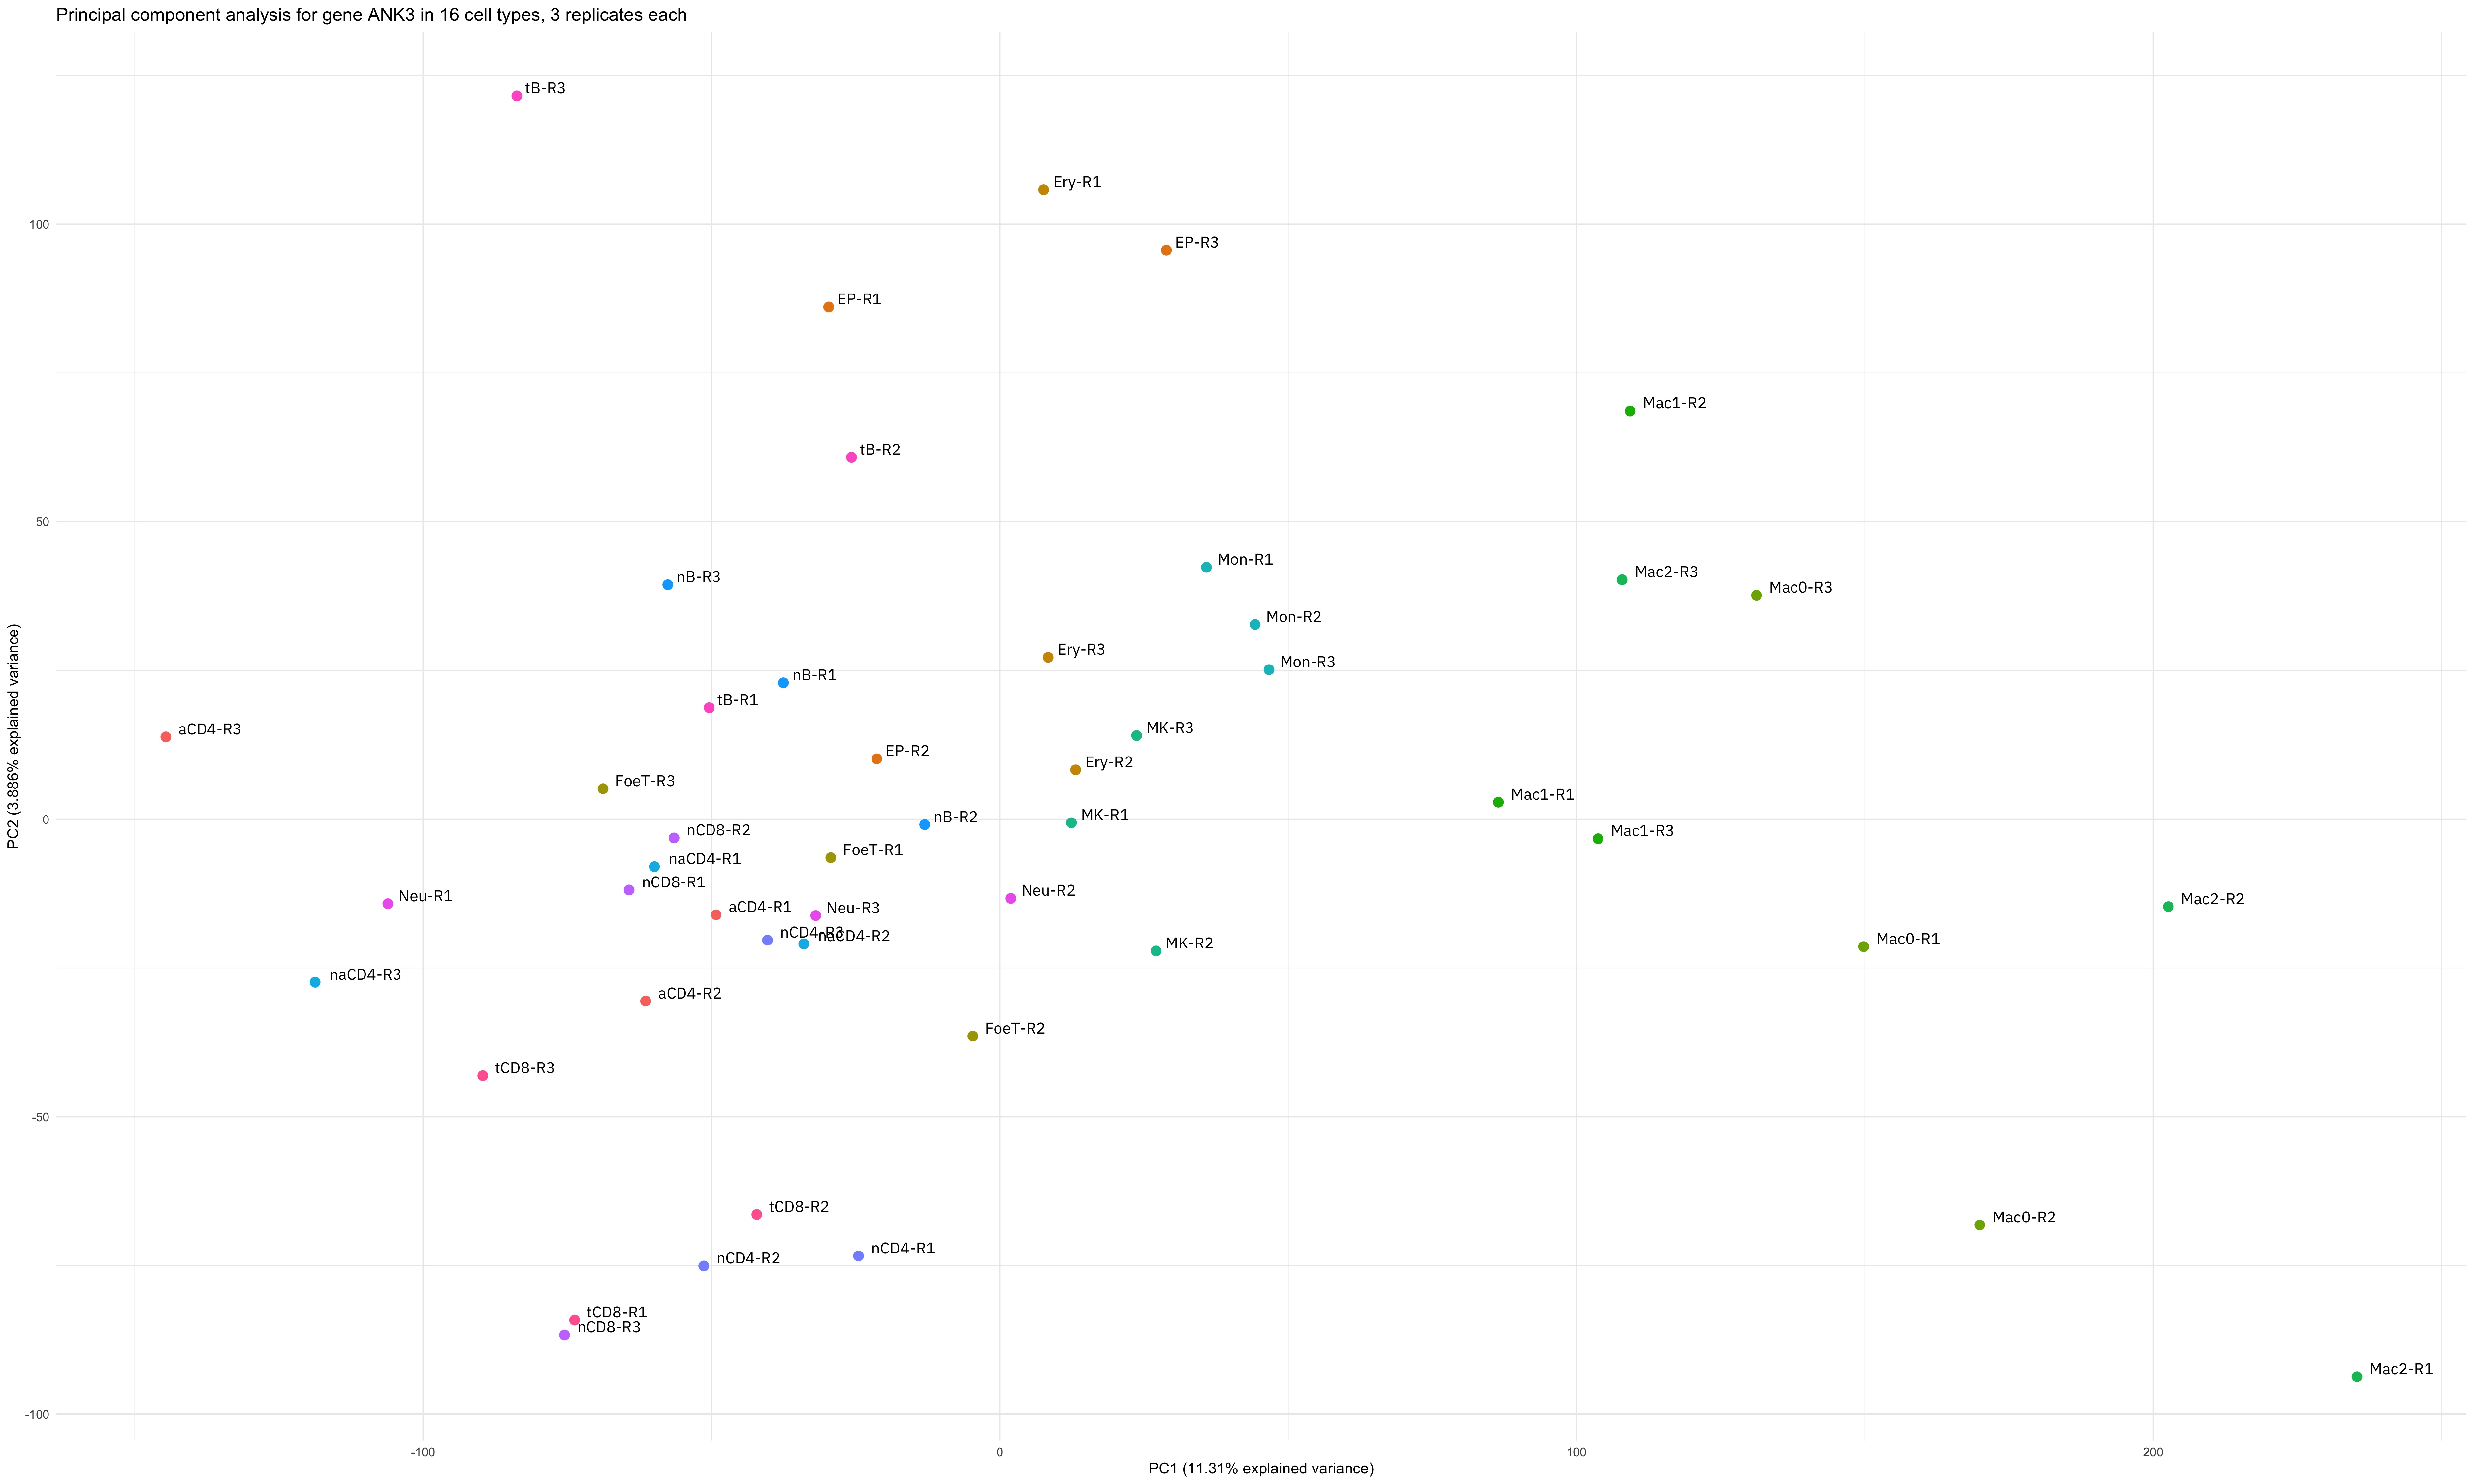 Principal component analysis for gene ANK3 in 16 cell types, 3 replicates each
tB-R3
Ery-R1
100
EP-R3
EP-R1
Mac1-R2
tB-R2
50
Mon-R1
Mac2-R3
nB-R3
Mac0-R3
Mon-R2
Ery-R3
Mon-R3
nB-R1
tB-R1
aCD4-R3
MK-R3
EP-R2
Ery-R2
FoeT-R3
Mac1-R1
PC2 (3.886% explained variance)
0
nB-R2
MK-R1
nCD8-R2
Mac1-R3
FoeT-R1
naCD4-R1
nCD8-R1
Neu-R1
Neu-R2
Mac2-R2
aCD4-R1
Neu-R3
nCD4-R3
naCD4-R2
Mac0-R1
MK-R2
naCD4-R3
aCD4-R2
FoeT-R2
tCD8-R3
-50
tCD8-R2
Mac0-R2
nCD4-R1
nCD4-R2
tCD8-R1
nCD8-R3
Mac2-R1
-100
-100
0
100
200
PC1 (11.31% explained variance)